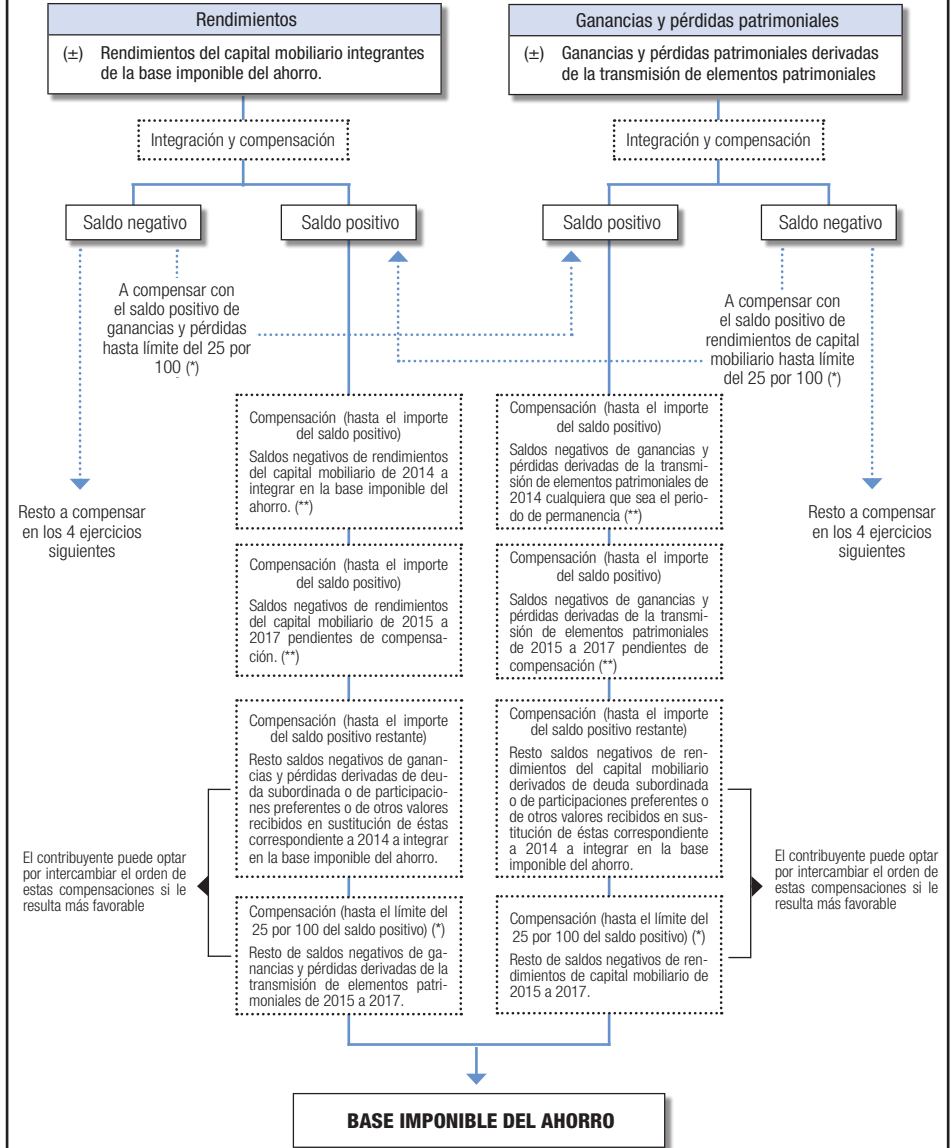 Rendimientos
(±) Rendimientos del capital mobiliario integrantes
de la base imponible del ahorro.
Ganancias y pérdidas patrimoniales
(±) Ganancias y pérdidas patrimoniales derivadas
de la transmisión de elementos patrimoniales
Integración y compensación
Integración y compensación
Saldo negativo
Saldo positivo
Saldo positivo
Saldo negativo
A compensar con
el saldo positivo de
ganancias y pérdidas
hasta límite del 25 por
100 (*)
A compensar con
el saldo positivo de
rendimientos de capital
mobiliario hasta límite
del 25 por 100 (*)
Resto a compensar
en los 4 ejercicios
siguientes
Compensación (hasta el importe
del saldo positivo)
Saldos negativos de rendimientos
del capital mobiliario de 2014 a
integrar en la base imponible del
ahorro. (**)
Compensación (hasta el importe
del saldo positivo)
Saldos negativos de ganancias y
pérdidas derivadas de la transmi-
sión de elementos patrimoniales de
2014 cualquiera que sea el perio-
do de permanencia (**)
Resto a compensar
en los 4 ejercicios
siguientes
Compensación (hasta el importe
del saldo positivo)
Saldos negativos de rendimientos
del capital mobiliario de 2015 a
2017 pendientes de compensa-
ción. (**)
Compensación (hasta el importe
del saldo positivo)
Saldos negativos de ganancias y
pérdidas derivadas de la transmi-
sión de elementos patrimoniales
de 2015 a 2017 pendientes de
compensación (**)
Compensación (hasta el importe
del saldo positivo restante)
Resto saldos negativos de ganan-
cias y pérdidas derivadas de deu-
da subordinada o de participacio-
nes preferentes o de otros valores
recibidos en sustitución de éstas
correspondiente a 2014 a integrar
en la base imponible del ahorro.
Compensación (hasta el importe
del saldo positivo restante)
Resto saldos negativos de ren-
dimientos del capital mobiliario
derivados de deuda subordinada
o de participaciones preferentes o
de otros valores recibidos en sus-
titución de éstas correspondiente
a 2014 a integrar en la base
imponible del ahorro.
El contribuyente puede optar
por intercambiar el orden de
estas compensaciones si le
resulta más favorable
El contribuyente puede optar
por intercambiar el orden de
estas compensaciones si le
resulta más favorable
Compensación (hasta el límite del
25 por 100 del saldo positivo) (*)
Resto de saldos negativos de ga-
nancias y pérdidas derivadas de la
transmisión de elementos patri-
moniales de 2015 a 2017.
Compensación (hasta el límite del
25 por 100 del saldo positivo) (*)
Resto de saldos negativos de ren-
dimientos de capital mobiliario de
2015 a 2017.
BASE IMPONIBLE DEL AHORRO